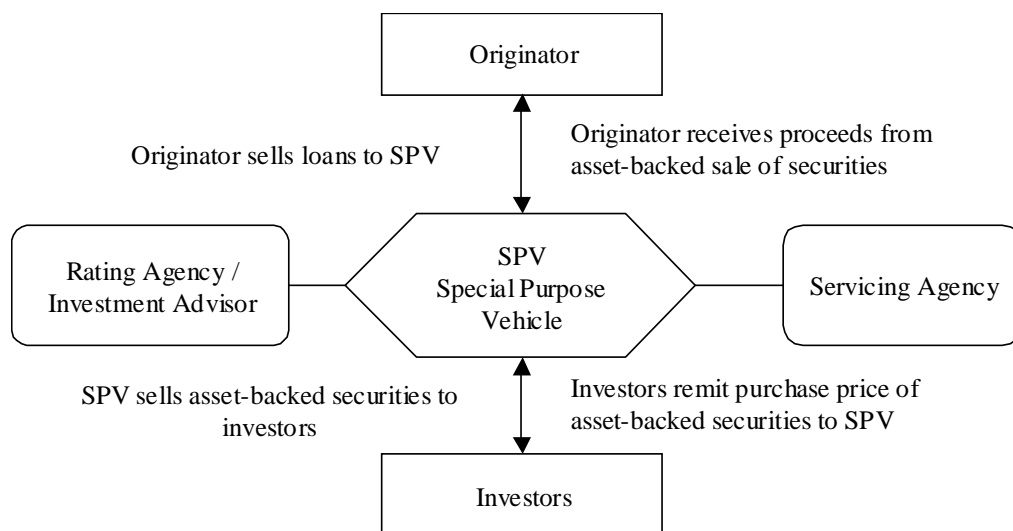 Originator
Originator sells loans to SPV
Originator receives proceeds from
asset-backed sale of securities
Rating Agency /
Investment Advisor
SPV
Special Purpose
Vehicle
Servicing Agency
SPV sells asset-backed securities to
investors
Investors remit purchase price of
asset-backed securities to SPV
Investors